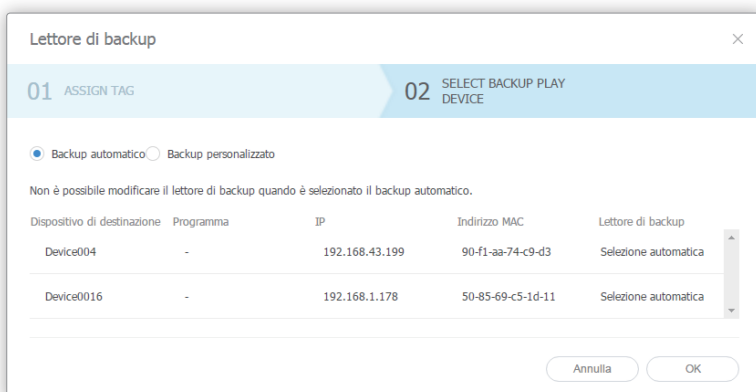 Lettore di backup
01 ASSIGN TAG
02 SELECT BACKUP PLAY
DEVICE
Backup automatico Backup personalizzato
Non è possibile modificare il lettore di backup quando è selezionato il backup automatico.
Dispositivo di destinazione Programma IP Indirizzo MAC Lettore di backup
Device004 - 192.168.43.199 90-f1-aa-74-c9-d3 Selezione automatica
Device0016 - 192.168.1.178 50-85-69-c5-1d-11 Selezione automatica
Annulla OK